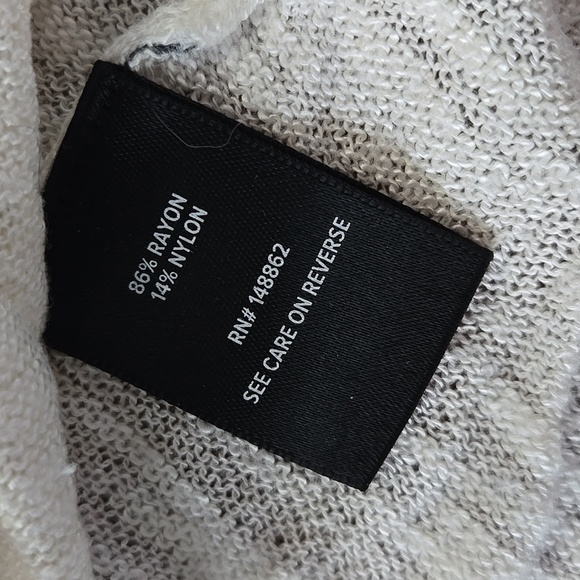 86% RAYON
14% NYLON
RN# 148862
SEE CARE ON REVERSE